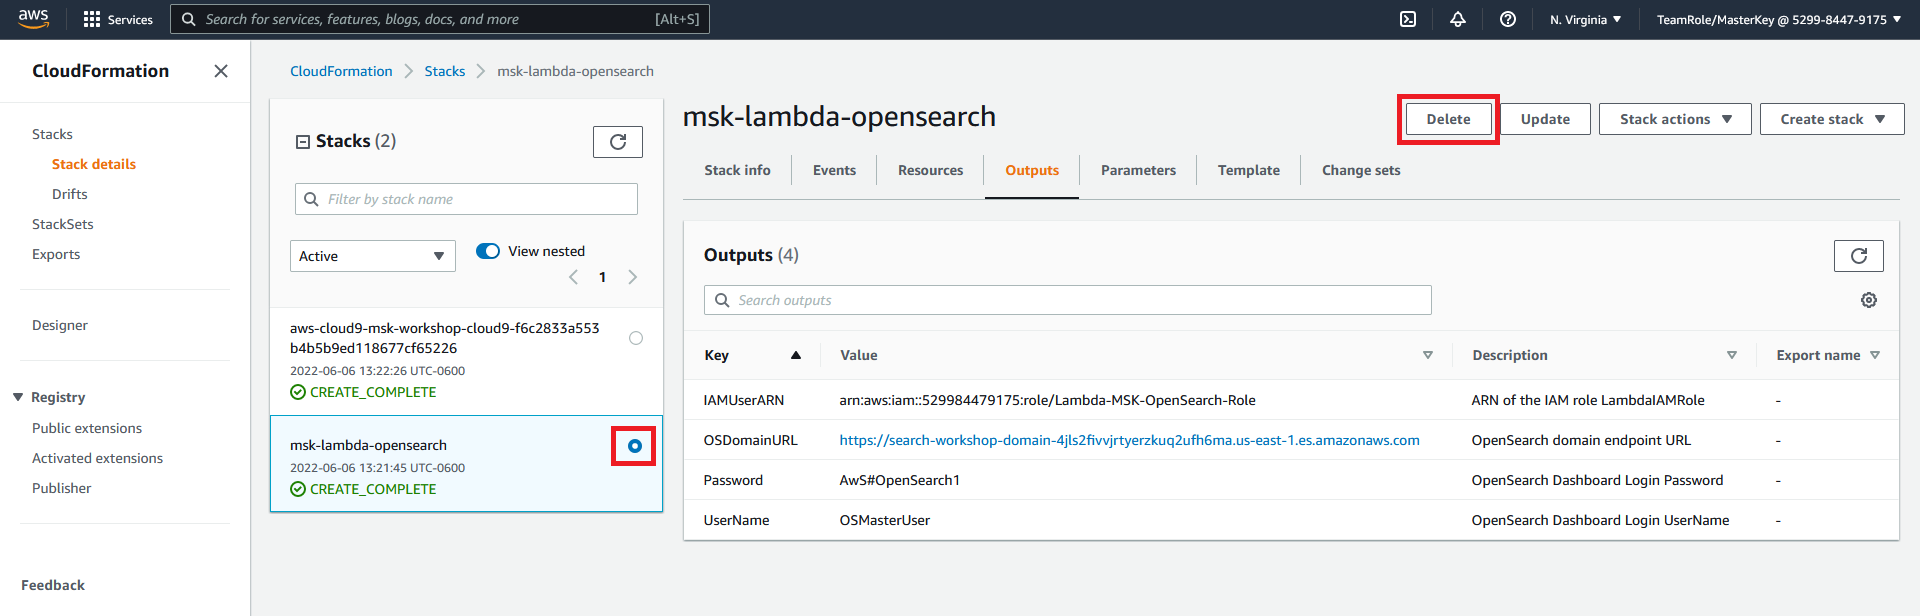 aws
Services
Search for services, features, blogs, docs, and more
[Alt+S]
N. Virginia
TeamRole/MasterKey @ 5299-8447-9175
CloudFormation
Stacks
Stack details
Drifts
StackSets
Exports
Designer
Registry
Public extensions
Activated extensions
Publisher
Feedback
CloudFormation
Stacks
msk-lambda-opensearch
Stacks (2)
Filter by stack name
Active
View nested
1
aws-cloud9-msk-workshop-cloud9-f6c2833a553
b4b5b9ed118677cf65226
2022-06-06 13:22:26 UTC-0600
CREATE_COMPLETE
msk-lambda-opensearch
2022-06-06 13:21:45 UTC-0600
CREATE_COMPLETE
msk-lambda-opensearch
Delete
Update
Stack actions
Create stack
Stack info
Events
Resources
Outputs
Parameters
Template
Change sets
Outputs (4)
Search outputs
Key Value Description Export name
IAMUserARN arn:aws:iam::529984479175:role/Lambda-MSK-OpenSearch-Role ARN of the IAM role LambdaIAMRole -
OSDomainURL https://search-workshop-domain-4jls2fivvjrtyerzkuq2ufh6ma.us-east-1.es.amazonaws.com OpenSearch domain endpoint URL -
Password AwS#OpenSearch1 OpenSearch Dashboard Login Password -
UserName OSMasterUser OpenSearch Dashboard Login UserName -